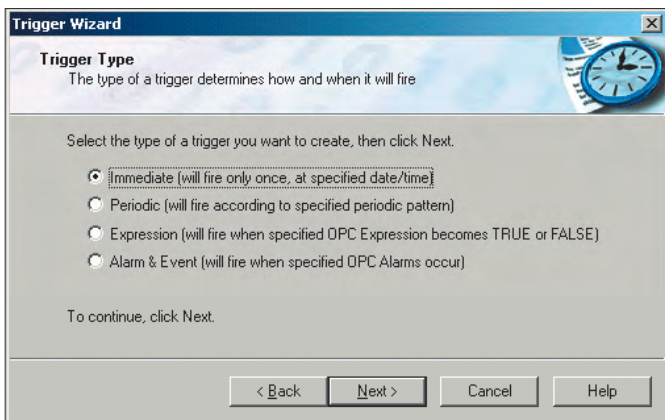 Trigger Wizard
Trigger Type
The type of a trigger determines how and when it will fire
Select the type of a trigger you want to create, then click Next.
Immediate (will fire only once, at specified date/time)
Periodic (will fire according to specified periodic pattern)
Expression (will fire when specified OPC Expression becomes TRUE or FALSE)
Alarm & Event (will fire when specified OPC Alarms occur)
To continue, click Next.
< Back Next > Cancel Help